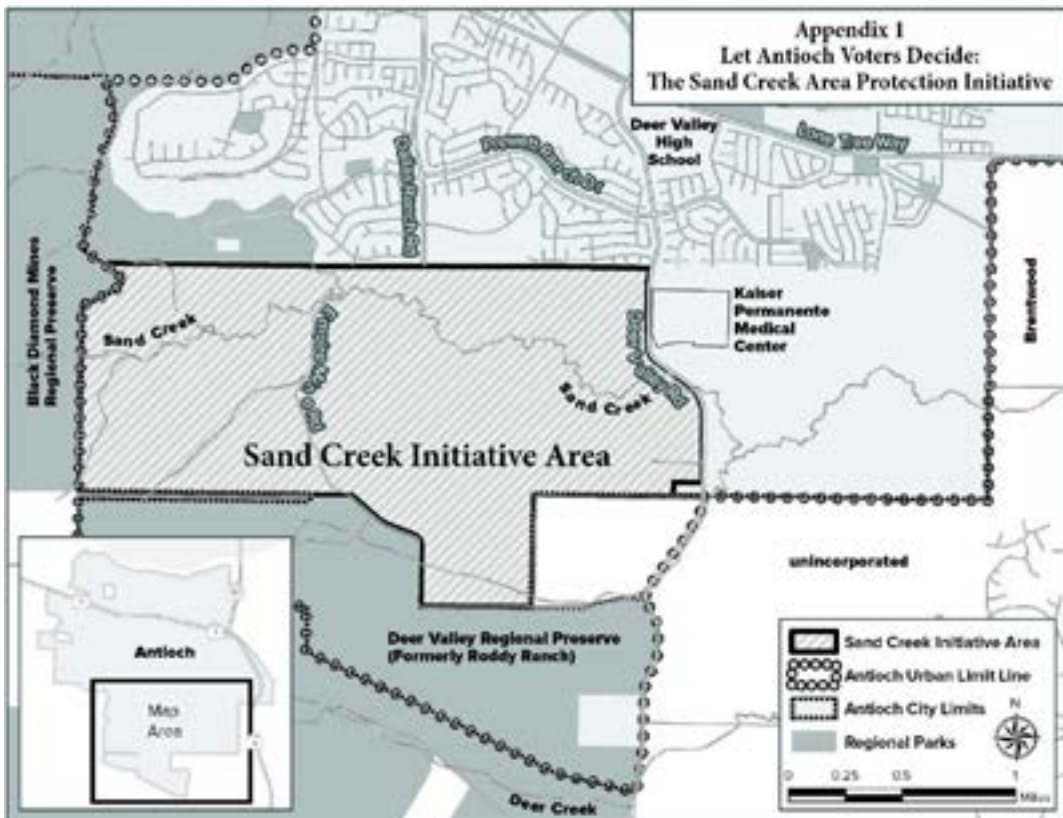 Appendix 1
Let Antioch Voters Decide:
The Sand Creek Area Protection Initiative
Deer Valley
High
School
Lone Tree Way
Kaiser
Permanente
Medical
Center
Brentwood
Black Diamond Mines
Regional Preserve
Sand Creek
Sand Creek
Sand Creek Initiative Area
unincorporated
Deer Valley Regional Preserve
(Formerly Roddy Ranch)
Deer Creek
Antioch
Map
Area
Sand Creek Initiative Area
Antioch Urban Limit Line
Antioch City Limits
Regional Parks
N
0 0.25 0.5 1
Miles